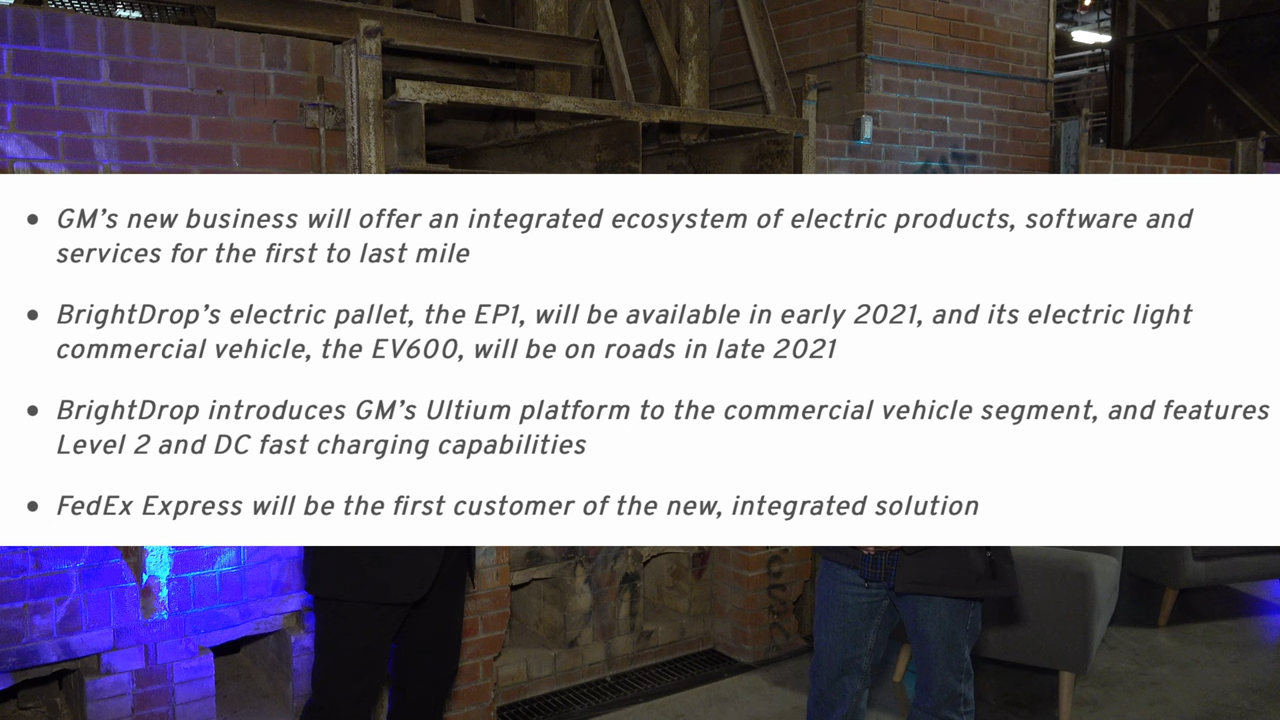 • GM’s new business will offer an integrated ecosystem of electric products, software and
services for the first to last mile
• BrightDrop’s electric pallet, the EP1, will be available in early 2021, and its electric light
commercial vehicle, the EV600, will be on roads in late 2021
• BrightDrop introduces GM’s Ultium platform to the commercial vehicle segment, and features
Level 2 and DC fast charging capabilities
• FedEx Express will be the first customer of the new, integrated solution